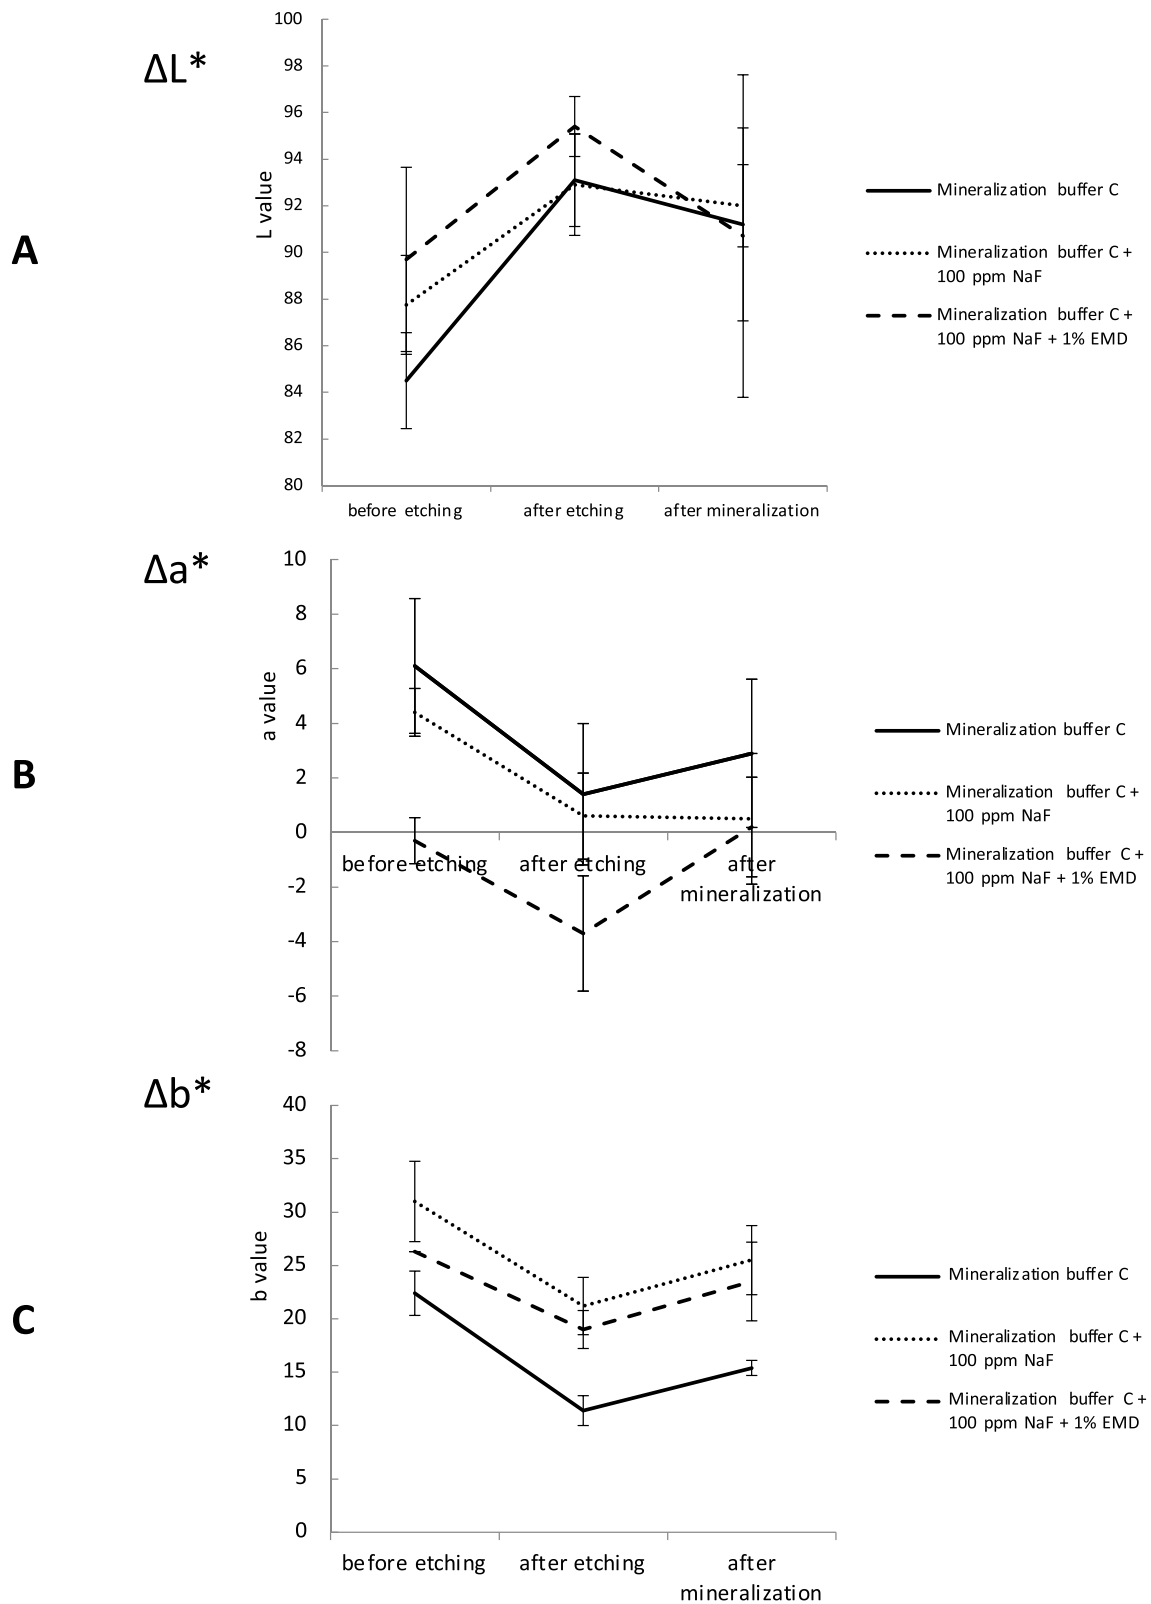 ΔL*
A
L value
100
98
96
94
92
90
88
86
84
82
80
before etching after etching after mineralization
Mineralization buffer C
Mineralization buffer C +
100 ppm NaF
Mineralization buffer C +
100 ppm NaF + 1% EMD
Δa*
B
a value
10
8
6
4
2
0
-2
-4
-6
-8
before etching after etching after
mineralization
Mineralization buffer C
Mineralization buffer C +
100 ppm NaF
Mineralization buffer C +
100 ppm NaF + 1% EMD
Δb*
C
b value
40
35
30
25
20
15
10
5
0
before etching after etching after
mineralization
Mineralization buffer C
Mineralization buffer C +
100 ppm NaF
Mineralization buffer C +
100 ppm NaF + 1% EMD